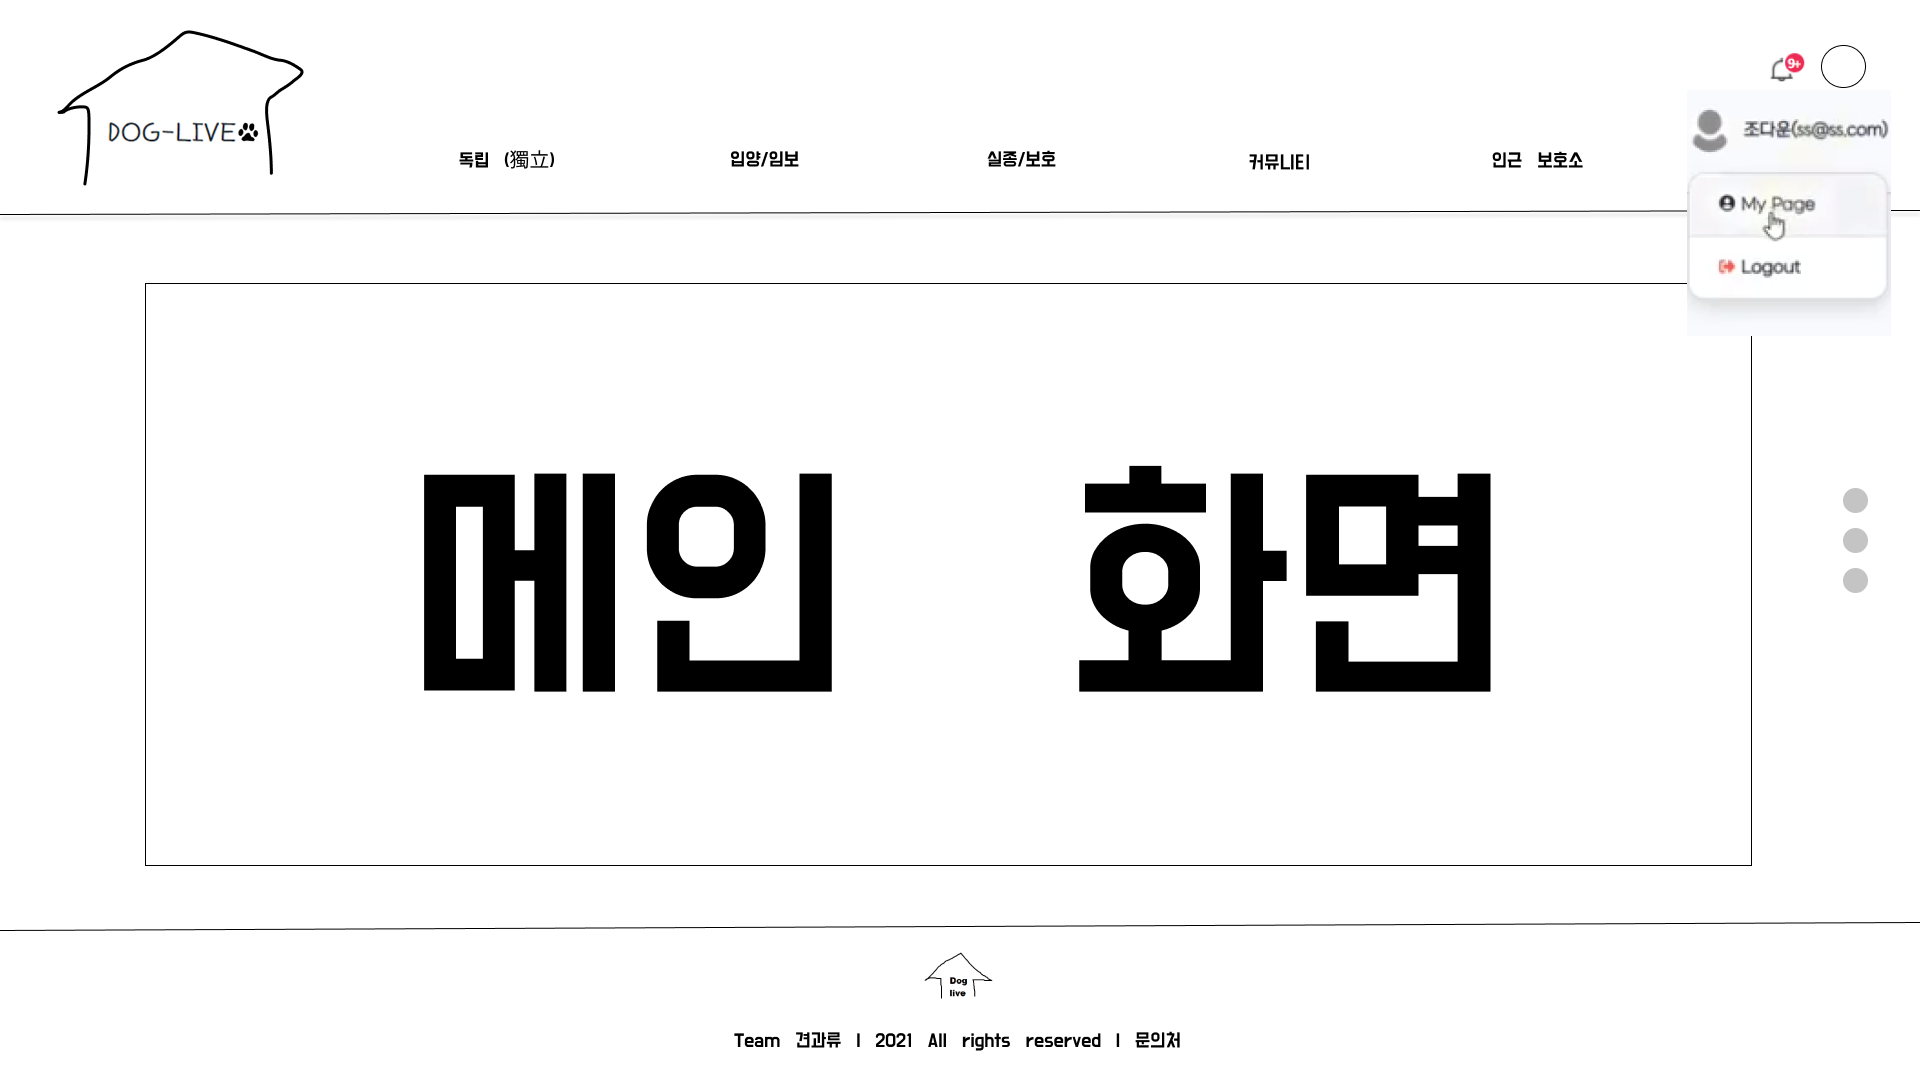 9+
DOG-LIVE
조다운(ss@ss.com)
독립 (獨立)
입양/임보
실종/보호
커뮤니티
인근 보호소
My Page
Logout
메인 화면
Dog
live
Team 견과류 | 2021 All rights reserved | 문의처